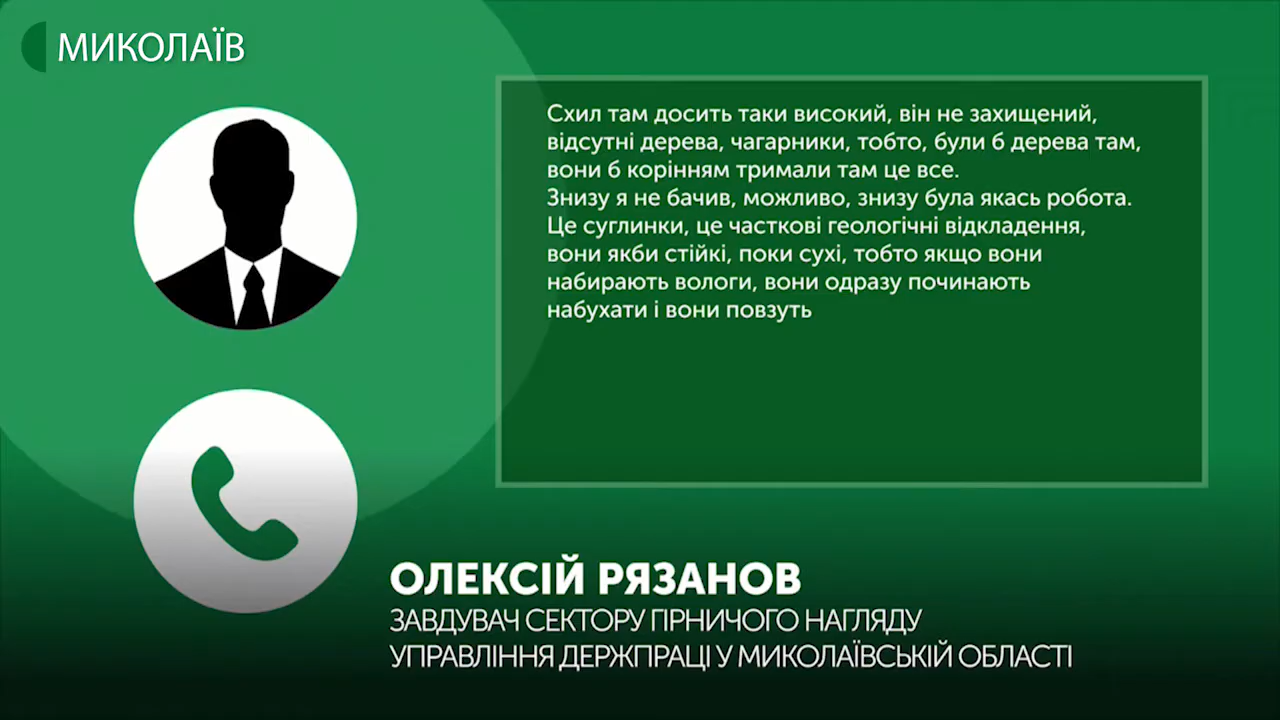 МИКОЛАЇВ
Схил там досить таки високий, він не захищений,
відсутні дерева, чагарники, тобто, були б дерева там,
вони б корінням тримали там це все.
Знизу я не бачив, можливо, знизу була якась робота.
Це суглинки, це часткові геологічні відкладення,
вони якби стійкі, поки сухі, тобто якщо вони
набирають вологи, вони одразу починають
набухати і вони повзуть
ОЛЕКСІЙ РЯЗАНОВ
ЗАВДУВАЧ СЕКТОРУ ГІРНИЧОГО НАГЛЯДУ
УПРАВЛІННЯ ДЕРЖПРАЦІ У МИКОЛАЇВСЬКІЙ ОБЛАСТІ